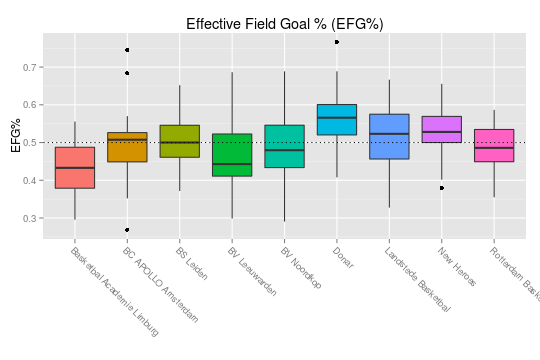 Effective Field Goal % (EFG%)
EFG%
0.7
0.6
0.5
0.4
0.3
Basketbal Academie Limburg
BC APOLLO Amsterdam
BS Leiden
BV Leeuwarden
BV Noordkop
Donar
Landstede Basketbal
New Heroes
Rotterdam Bask